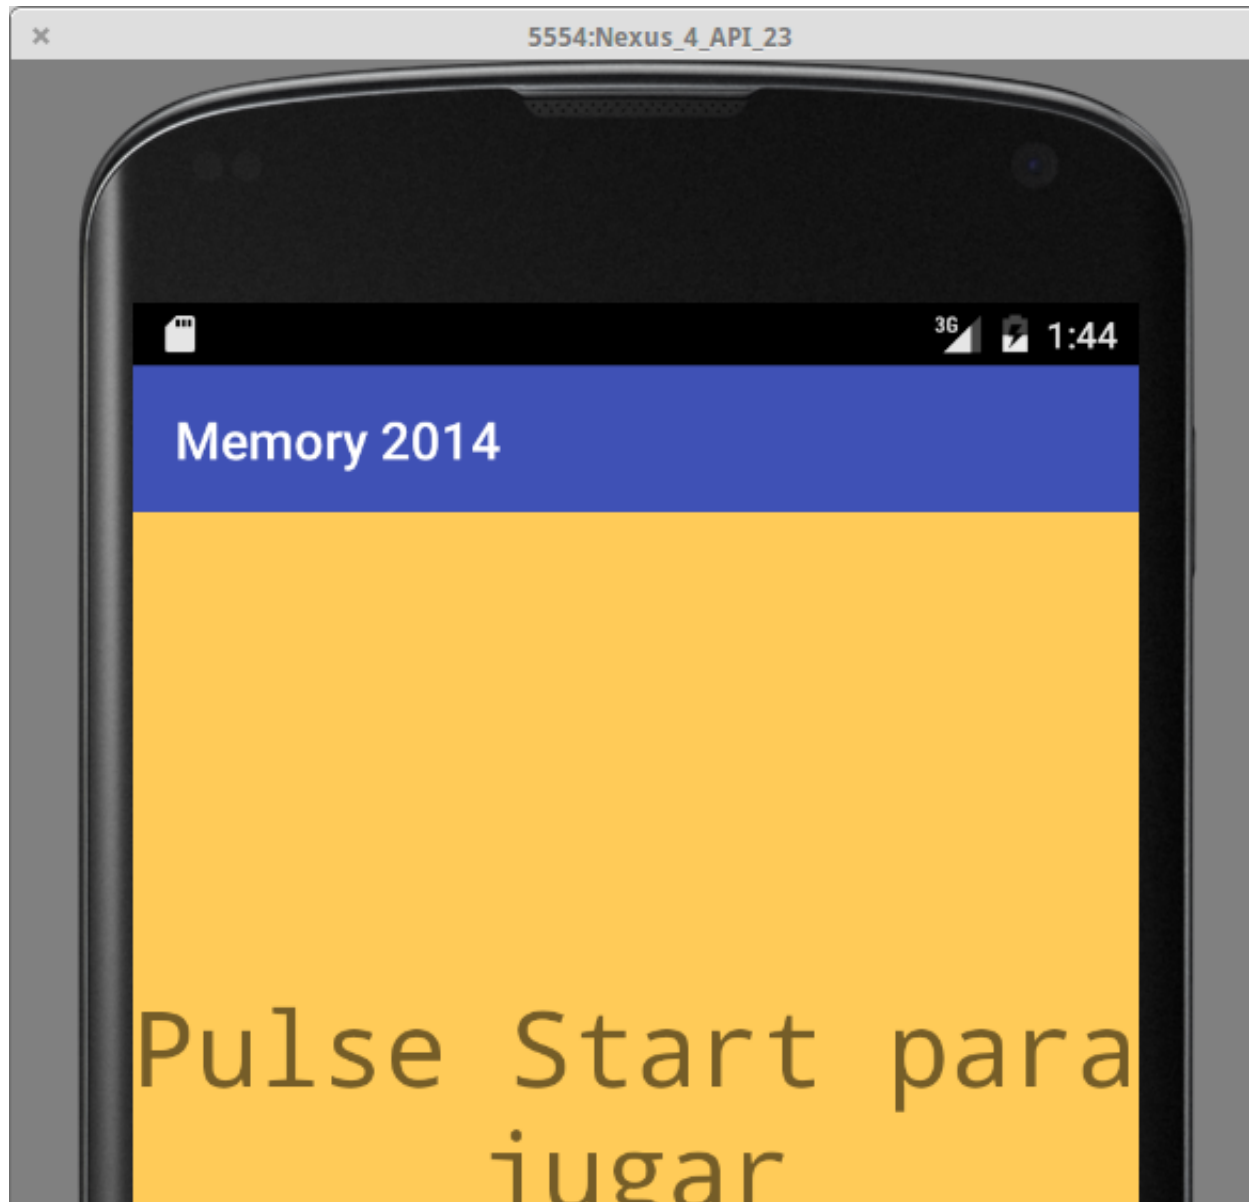 5554:Nexus_4_API_23
3G 1:44
Memory 2014
Pulse Start para
jugar